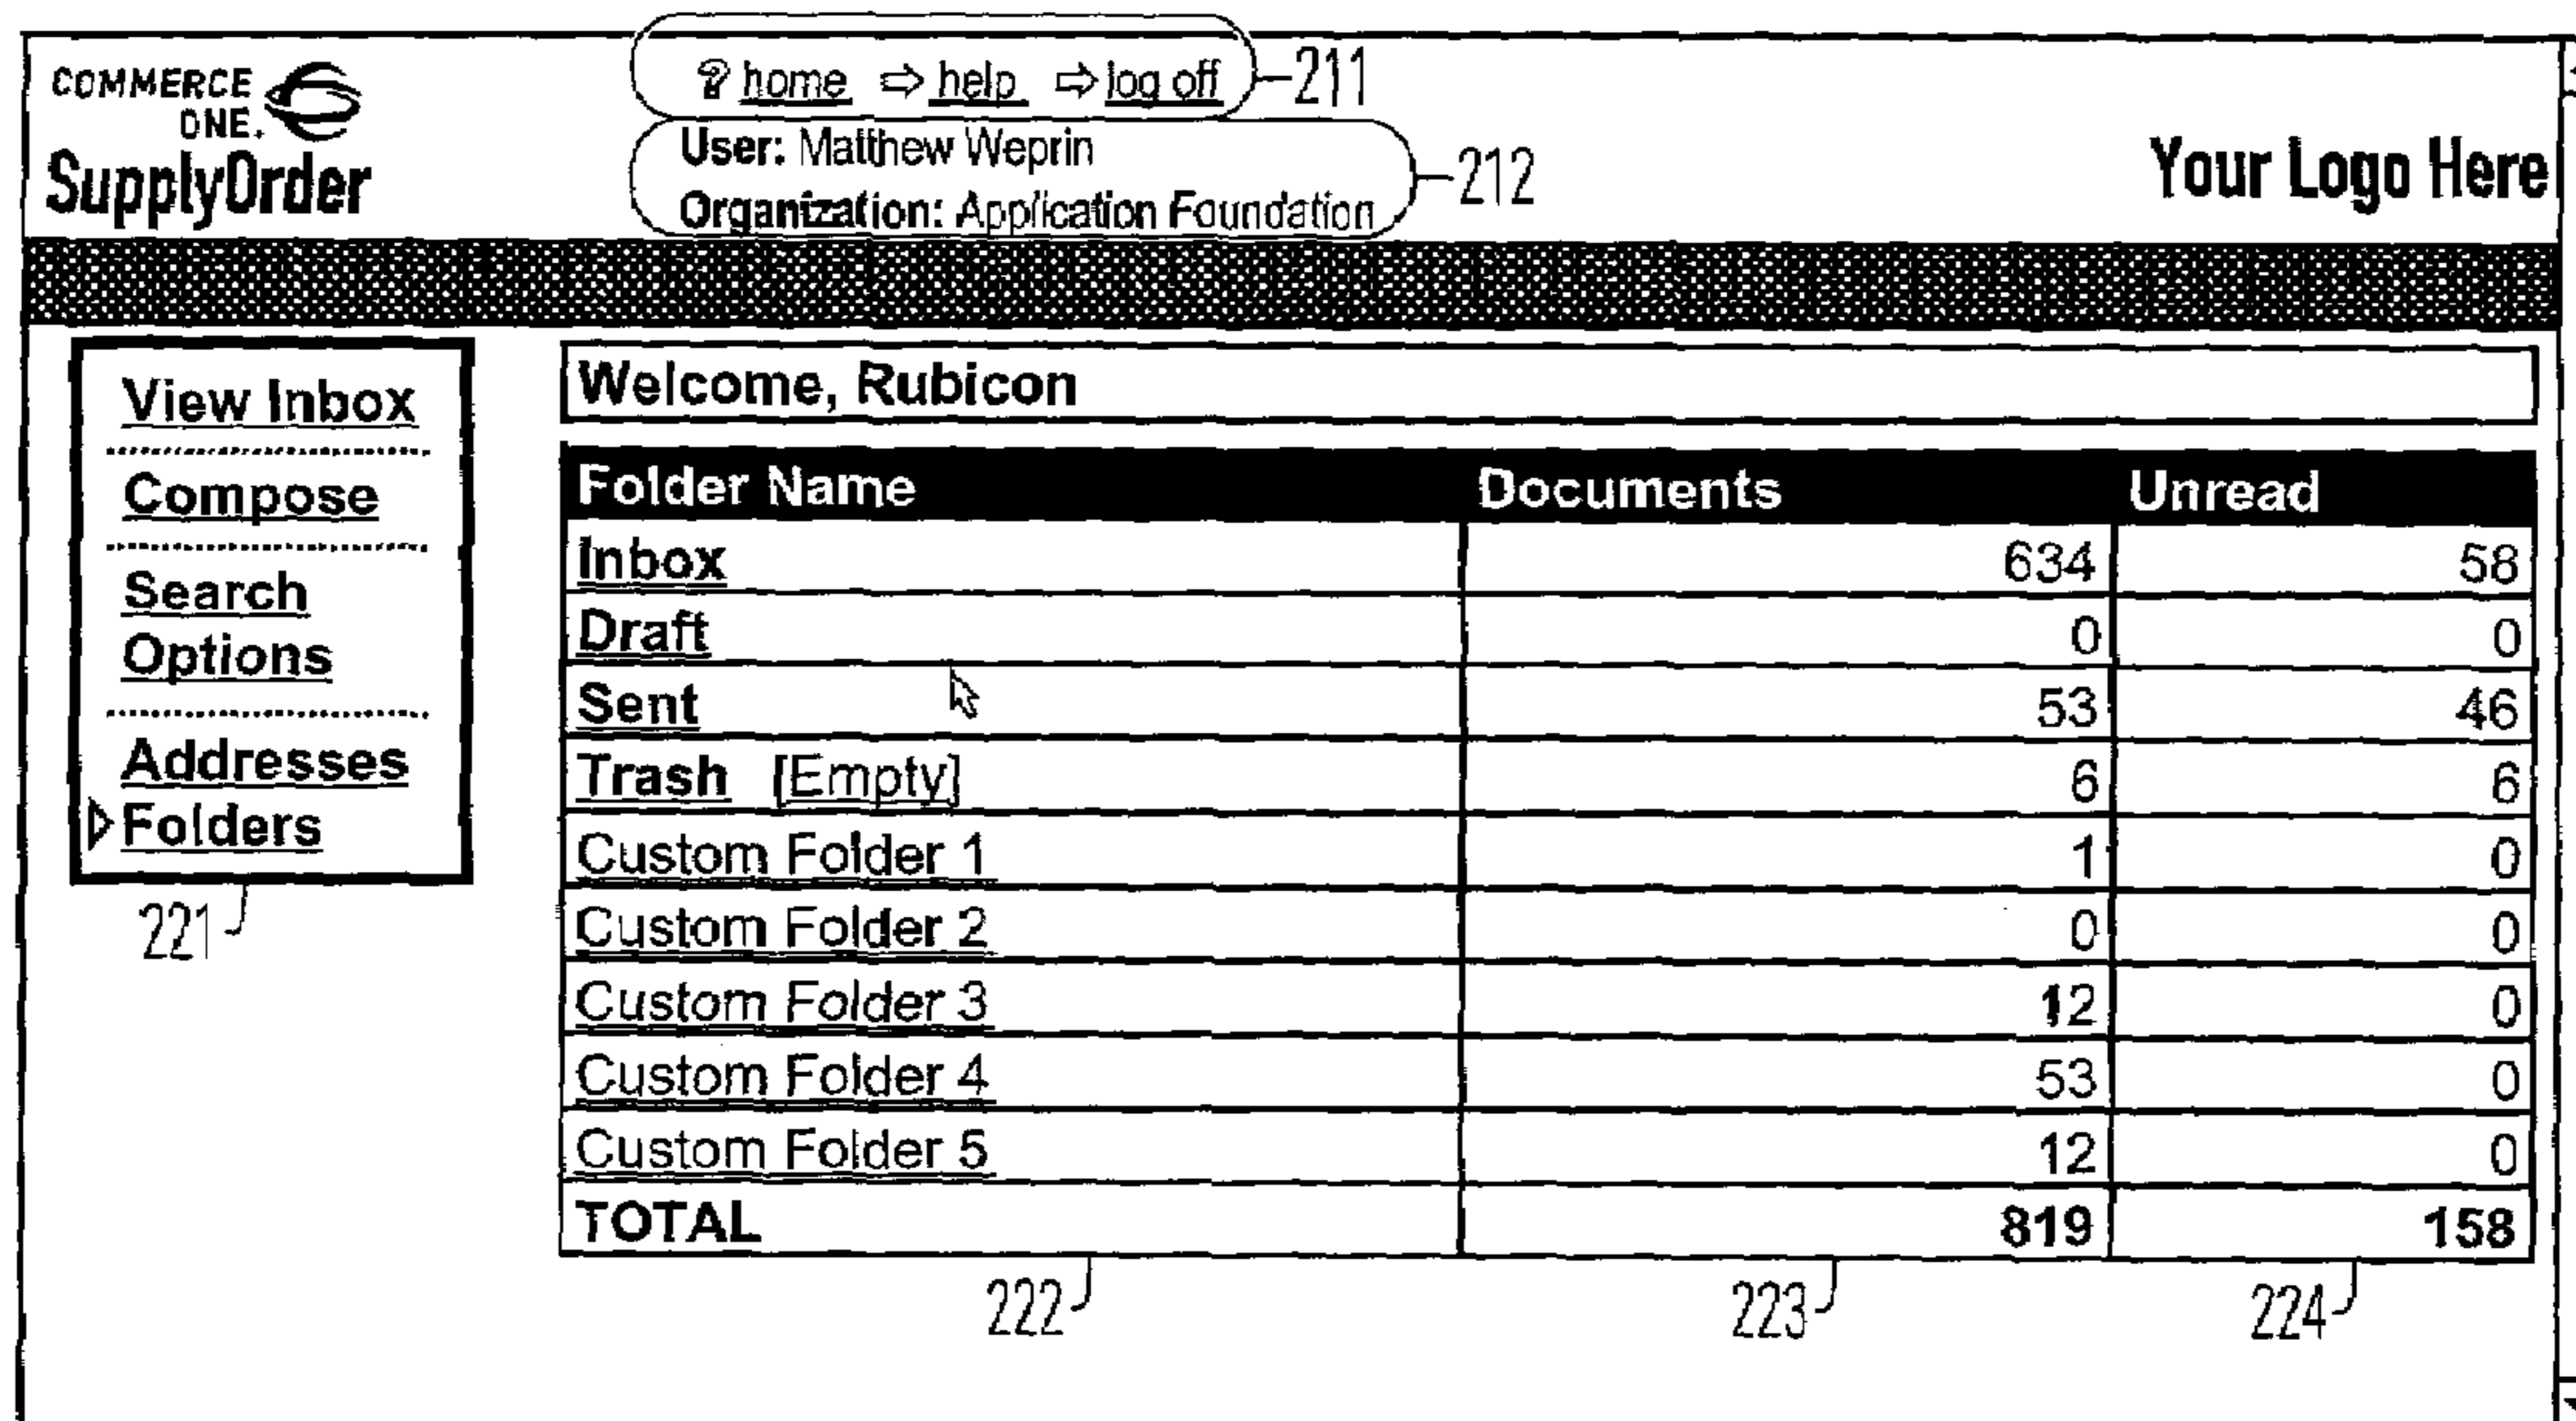 COMMERCE
ONE.
SupplyOrder
? home ⇨ help ⇨ log off
211
User: Matthew Weprin
Organization: Application Foundation
212
Your Logo Here
View Inbox
Compose
Search
Options
Addresses
Folders
221
Welcome, Rubicon
Folder Name Documents Unread
Inbox 634 58
Draft 0 0
Sent 53 46
Trash [Empty] 6 6
Custom Folder 1 1 0
Custom Folder 2 0 0
Custom Folder 3 12 0
Custom Folder 4 53 0
Custom Folder 5 12 0
TOTAL 819 158
222 223 224